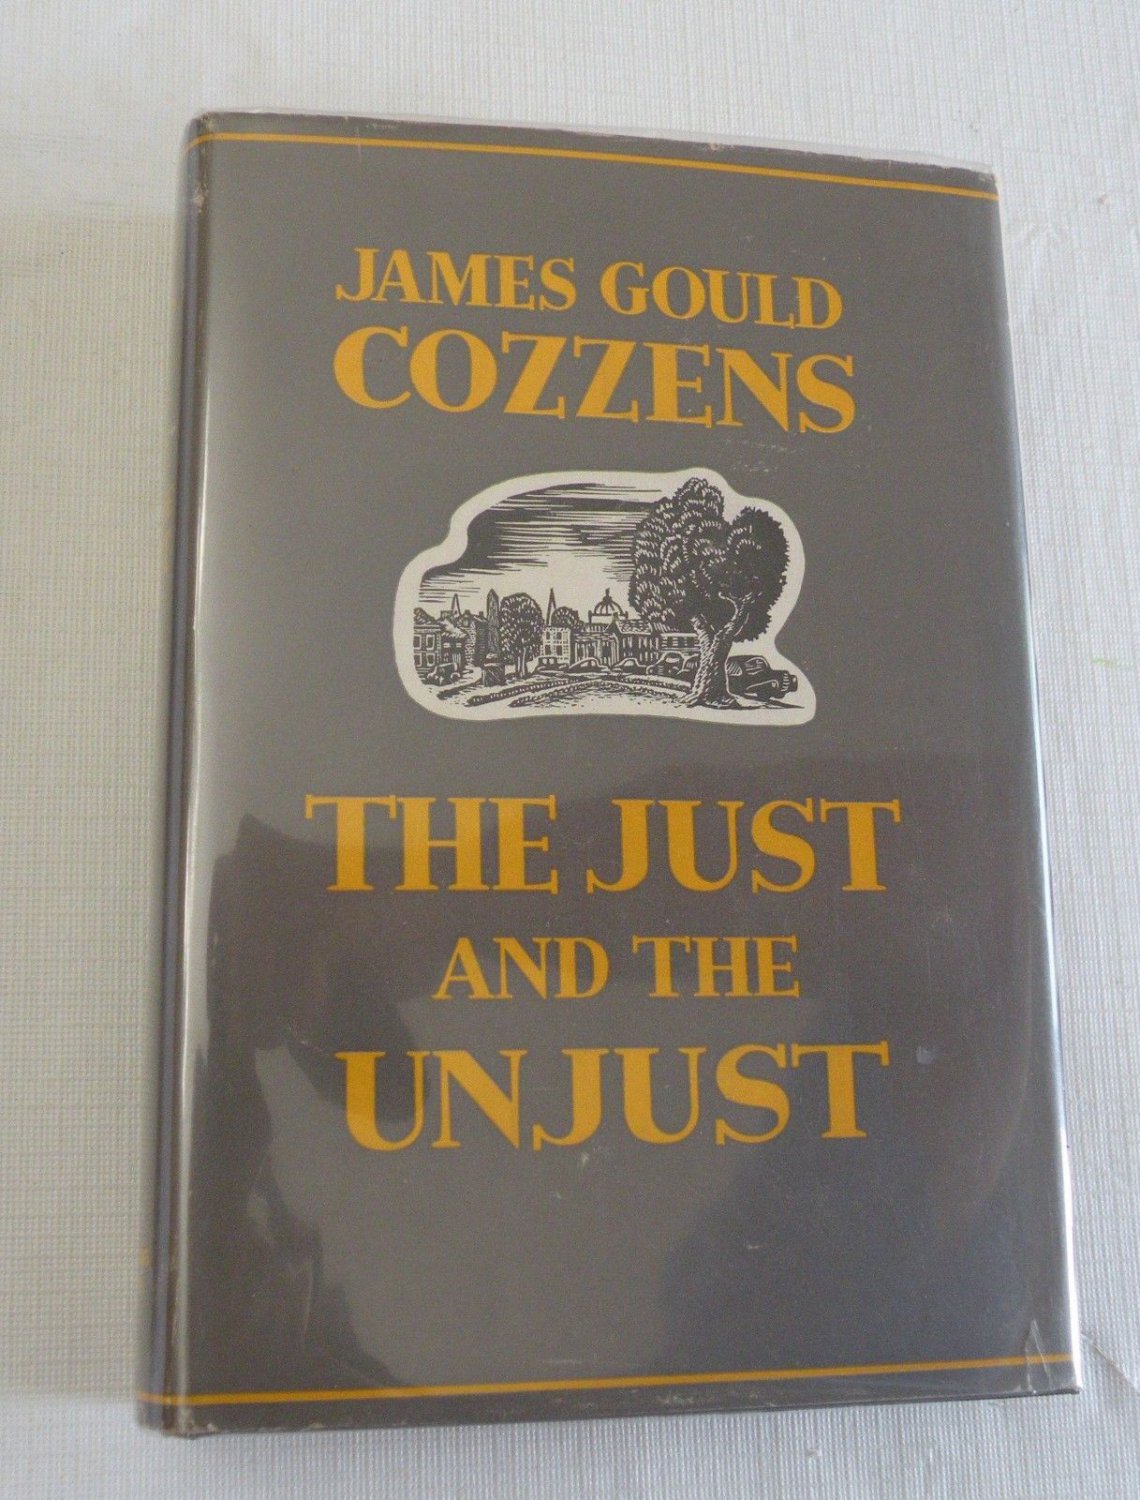 JAMES GOULD
COZZENS
THE JUST
AND THE
UNJUST